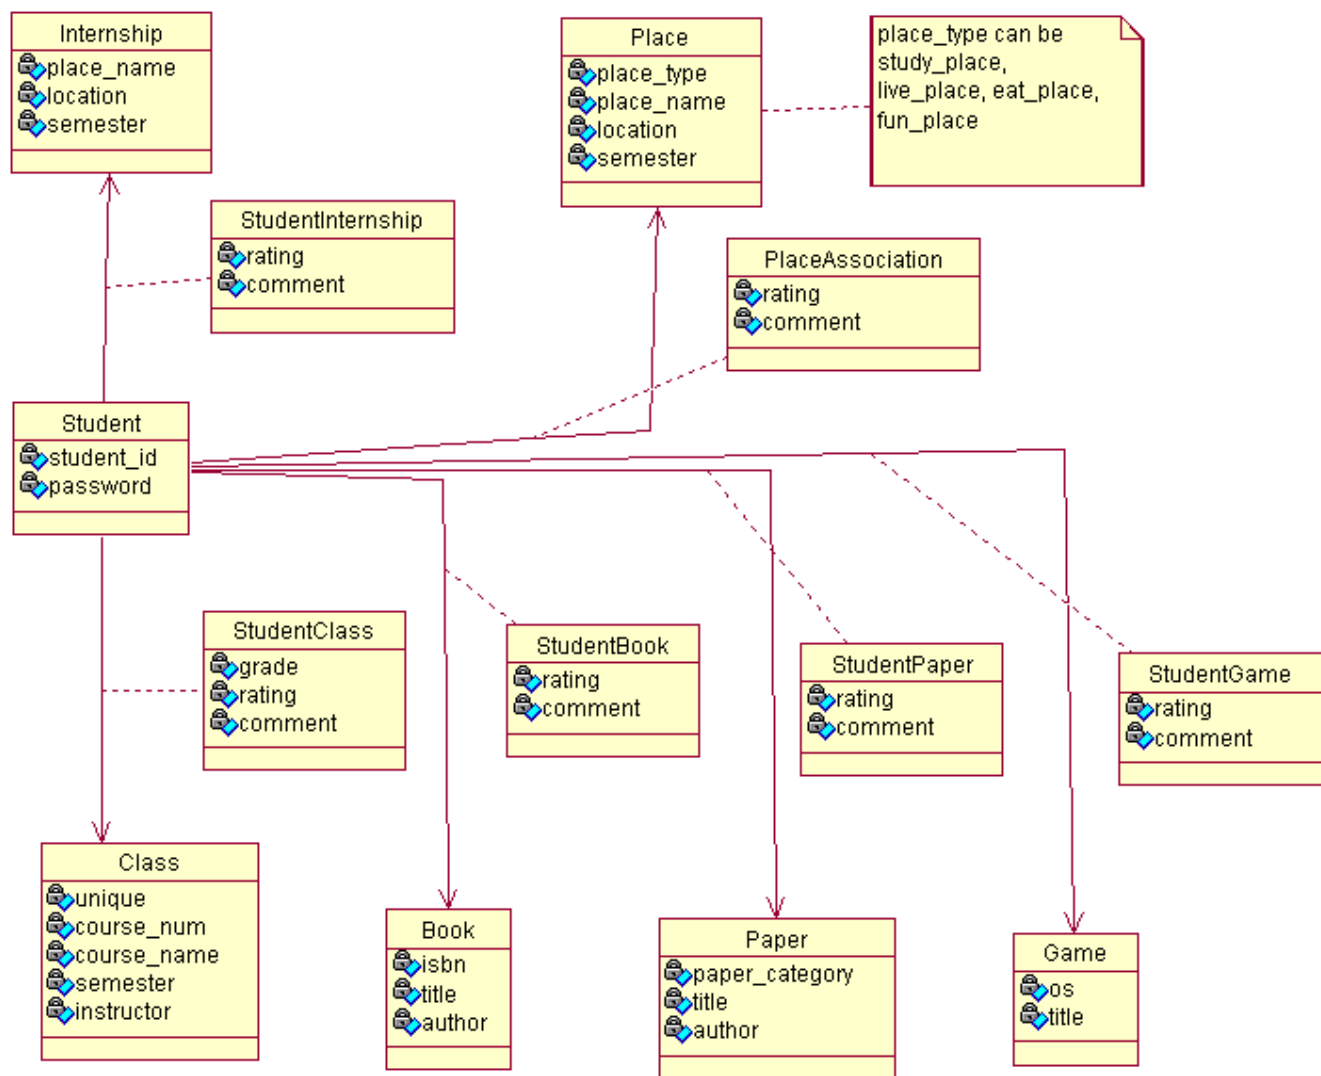 Internship
place_name
location
semester
Place
place_type
place_name
location
semester
place_type can be
study_place,
live_place, eat_place,
fun_place
StudentInternship
rating
comment
PlaceAssociation
rating
comment
Student
student_id
password
StudentClass
grade
rating
comment
StudentBook
rating
comment
StudentPaper
rating
comment
StudentGame
rating
comment
Class
unique
course_num
course_name
semester
instructor
Book
isbn
title
author
Paper
paper_category
title
author
Game
os
title